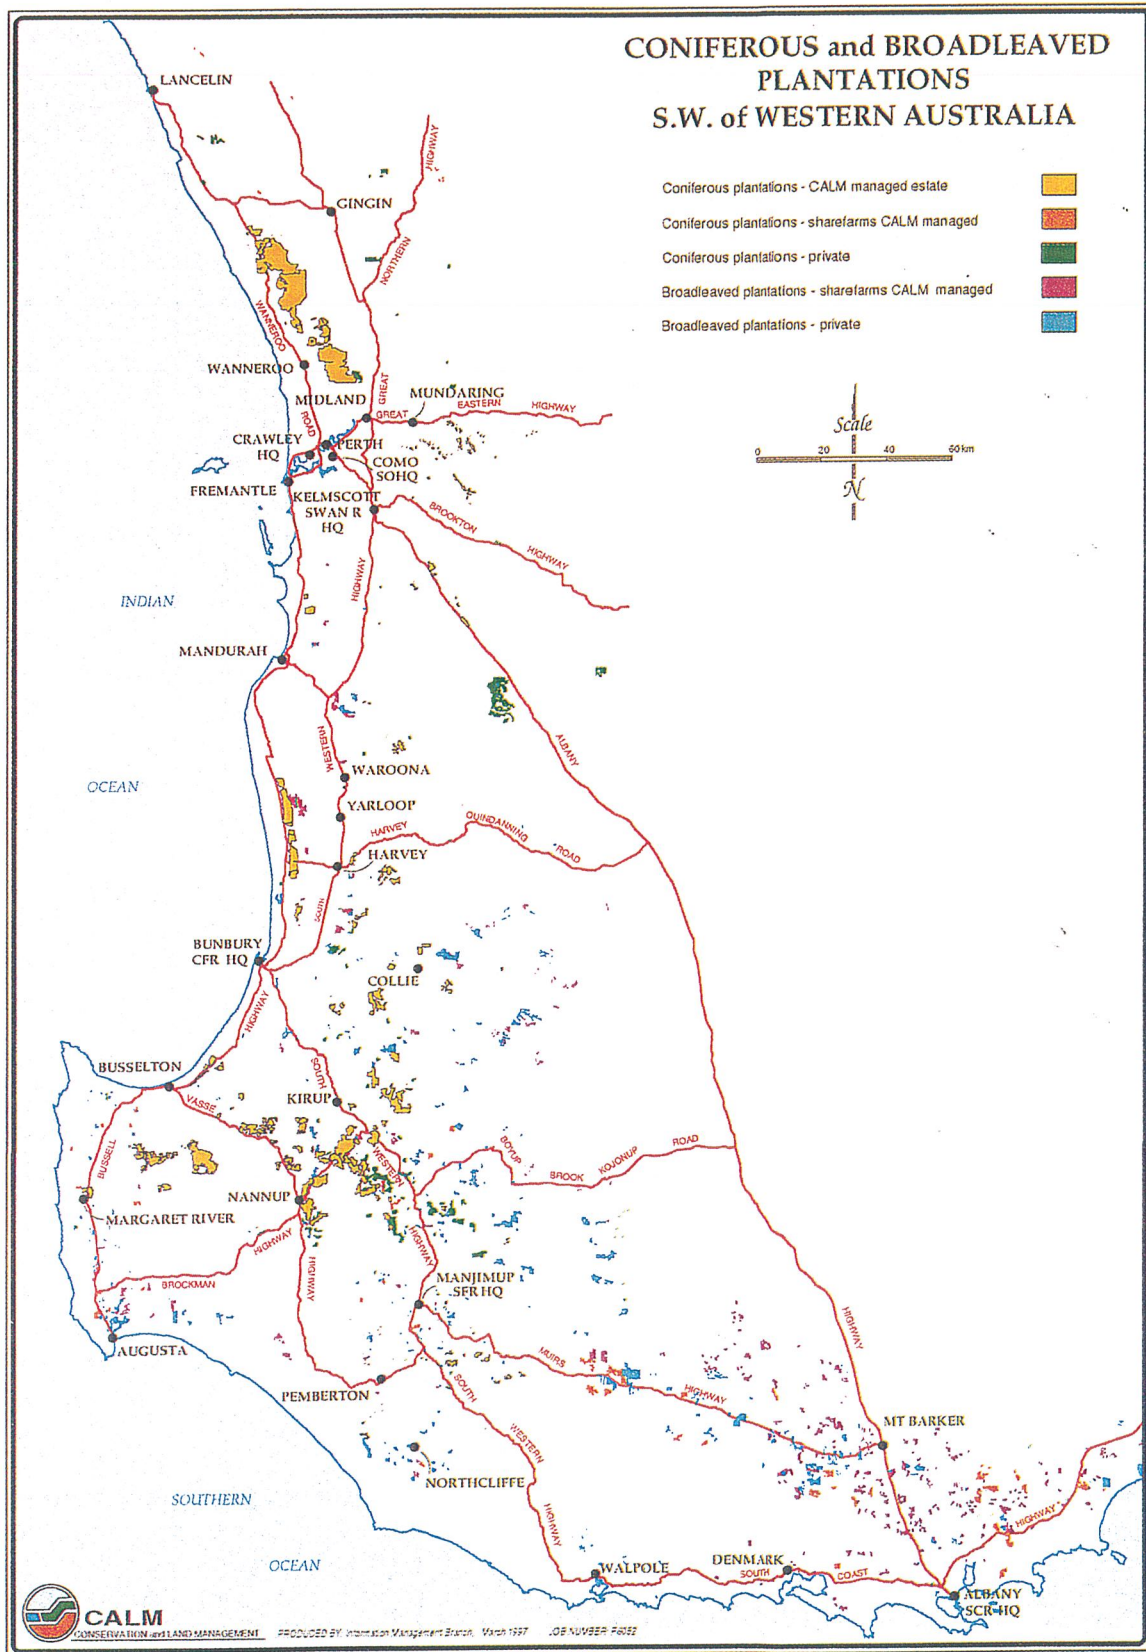 CONIFEROUS and BROADLEAVED
PLANTATIONS
S.W. of WESTERN AUSTRALIA
Coniferous plantations - CALM managed estate
Coniferous plantations - sharefarms CALM managed
Coniferous plantations - private
Broadleaved plantations - sharefarms CALM managed
Broadleaved plantations - private
Scale
0 20 40 60km
N
LANCELIN
GINGIN
HIGHWAY
NORTHERN
GREAT
WANNEROO
ROAD
WANNEROO
MIDLAND
MUNDARING
GREAT EASTERN HIGHWAY
CRAWLEY
HQ
PERTH
COMO
SOHQ
FREMANTLE
KELMSCOTT
SWAN R
HQ
BROOKTON
HIGHWAY
HIGHWAY
INDIAN
MANDURAH
WESTERN
ALBANY
OCEAN
WAROONA
YARLOOP
HARVEY QUINDANNING ROAD
HARVEY
SOUTH
BUNBURY
CFR HQ
COLLIE
HIGHWAY
BUSSELTON
SOUTH
KIRUP
VASSE
BUSSELL
WESTERN
BOYUP BROOK KOJONUP ROAD
NANNUP
MARGARET RIVER
HIGHWAY
HIGHWAY
HIGHWAY
BROCKMAN
MANJIMUP
SFR HQ
HIGHWAY
AUGUSTA
MUIRS
HIGHWAY
PEMBERTON
SOUTH
WESTERN
HIGHWAY
MT BARKER
NORTHCLIFFE
SOUTHERN
OCEAN
HIGHWAY
WALPOLE
DENMARK
SOUTH COAST
ALBANY
SCR HQ
CALM
CONSERVATION and LAND MANAGEMENT
PRODUCED BY Information Management Branch, March 1997 JOB NUMBER